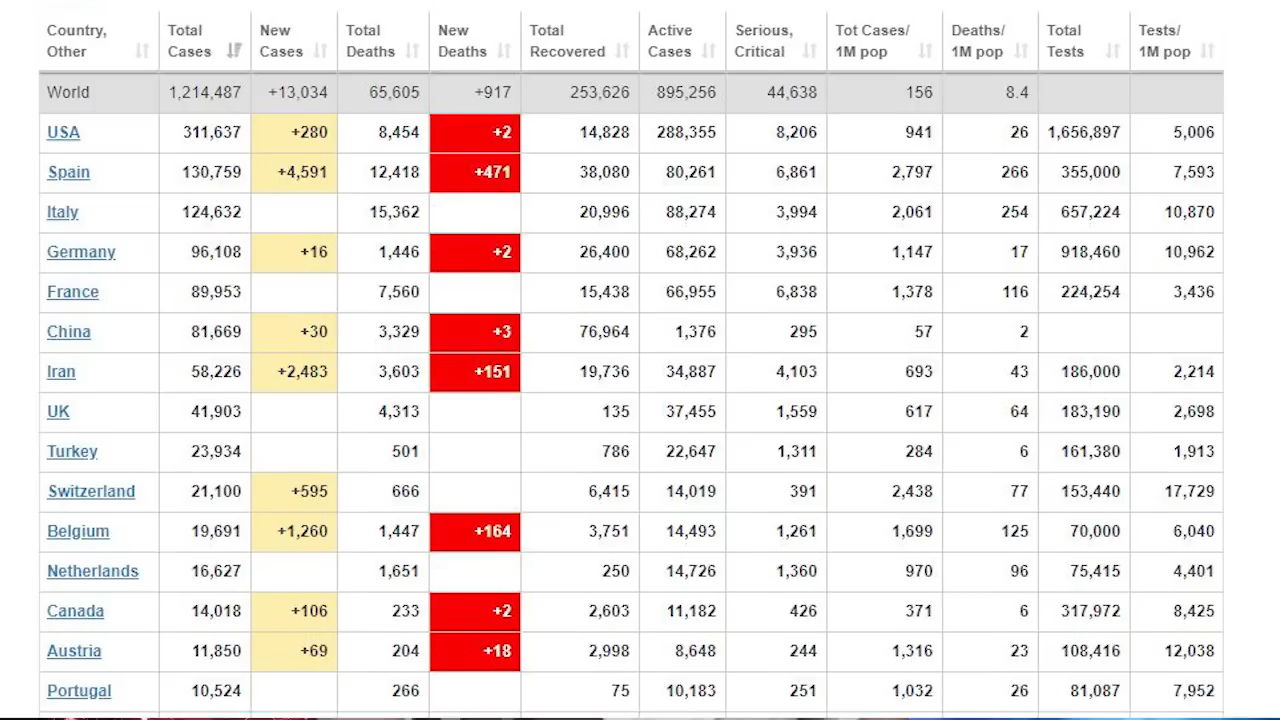 Country, Other Total Cases New Cases Total Deaths New Deaths Total Recovered Active Cases Serious, Critical Tot Cases/ 1M pop Deaths/ 1M pop Total Tests Tests/ 1M pop
World 1,214,487 +13,034 65,605 +917 253,626 895,256 44,638 156 8.4
USA 311,637 +280 8,454 +2 14,828 288,355 8,206 941 26 1,656,897 5,006
Spain 130,759 +4,591 12,418 +471 38,080 80,261 6,861 2,797 266 355,000 7,593
Italy 124,632 15,362 20,996 88,274 3,994 2,061 254 657,224 10,870
Germany 96,108 +16 1,446 +2 26,400 68,262 3,936 1,147 17 918,460 10,962
France 89,953 7,560 15,438 66,955 6,838 1,378 116 224,254 3,436
China 81,669 +30 3,329 +3 76,964 1,376 295 57 2
Iran 58,226 +2,483 3,603 +151 19,736 34,887 4,103 693 43 186,000 2,214
UK 41,903 4,313 135 37,455 1,559 617 64 183,190 2,698
Turkey 23,934 501 786 22,647 1,311 284 6 161,380 1,913
Switzerland 21,100 +595 666 6,415 14,019 391 2,438 77 153,440 17,729
Belgium 19,691 +1,260 1,447 +164 3,751 14,493 1,261 1,699 125 70,000 6,040
Netherlands 16,627 1,651 250 14,726 1,360 970 96 75,415 4,401
Canada 14,018 +106 233 +2 2,603 11,182 426 371 6 317,972 8,425
Austria 11,850 +69 204 +18 2,998 8,648 244 1,316 23 108,416 12,038
Portugal 10,524 266 75 10,183 251 1,032 26 81,087 7,952